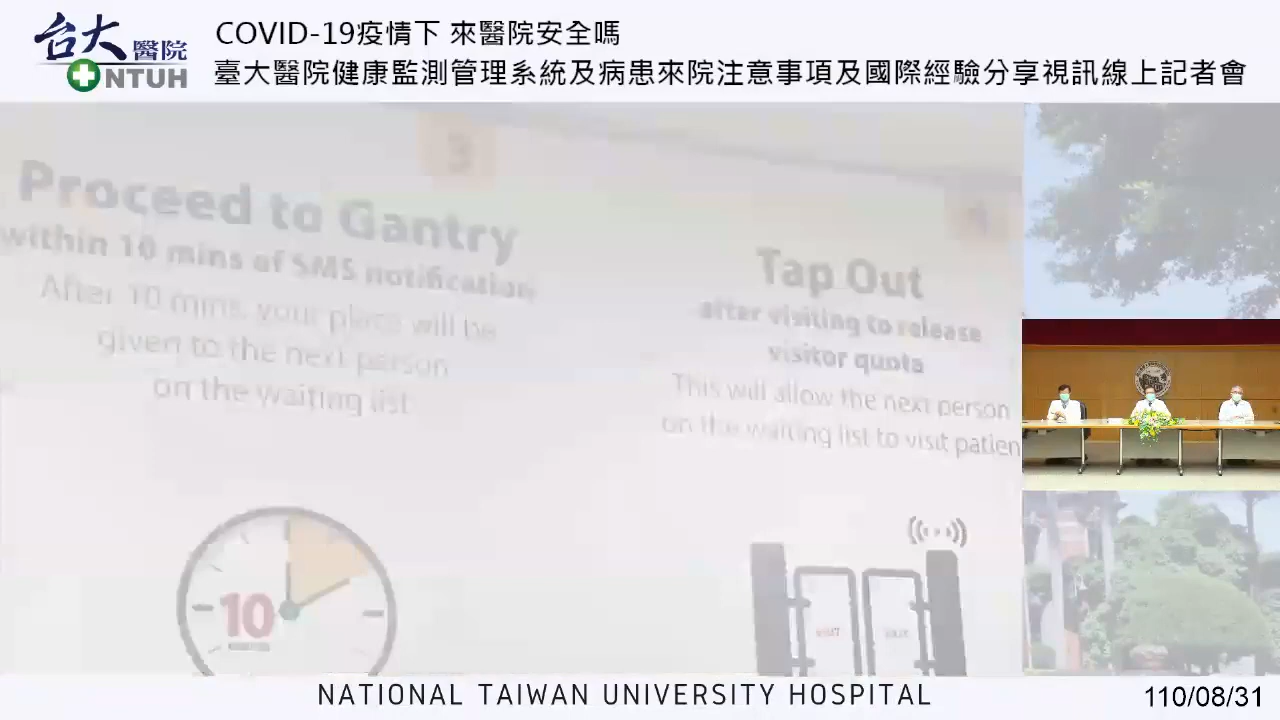 台大醫院
NTUH
COVID-19疫情下 來醫院安全嗎
臺大醫院健康監測管理系統及病患來院注意事項及國際經驗分享視訊線上記者會
3
Proceed to Gantry
within 10 mins of SMS notification
After 10 mins, your place will be
given to the next person
on the waiting list
10
4
Tap Out
after visiting to release
visitor quota
This will allow the next person
on the waiting list to visit patien
NATIONAL TAIWAN UNIVERSITY HOSPITAL
110/08/31